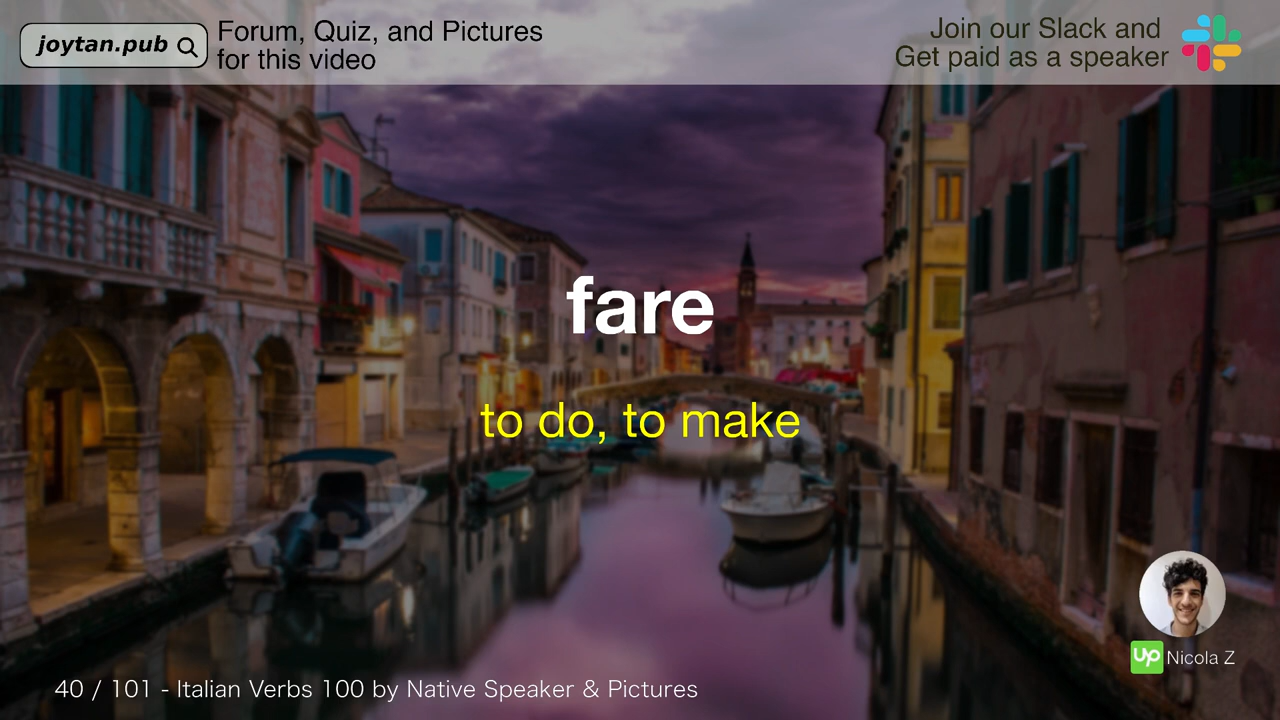 joytan.pub
Forum, Quiz, and Pictures
for this video
Join our Slack and
Get paid as a speaker
fare
to do, to make
Up Nicola Z
40 / 101 - Italian Verbs 100 by Native Speaker & Pictures